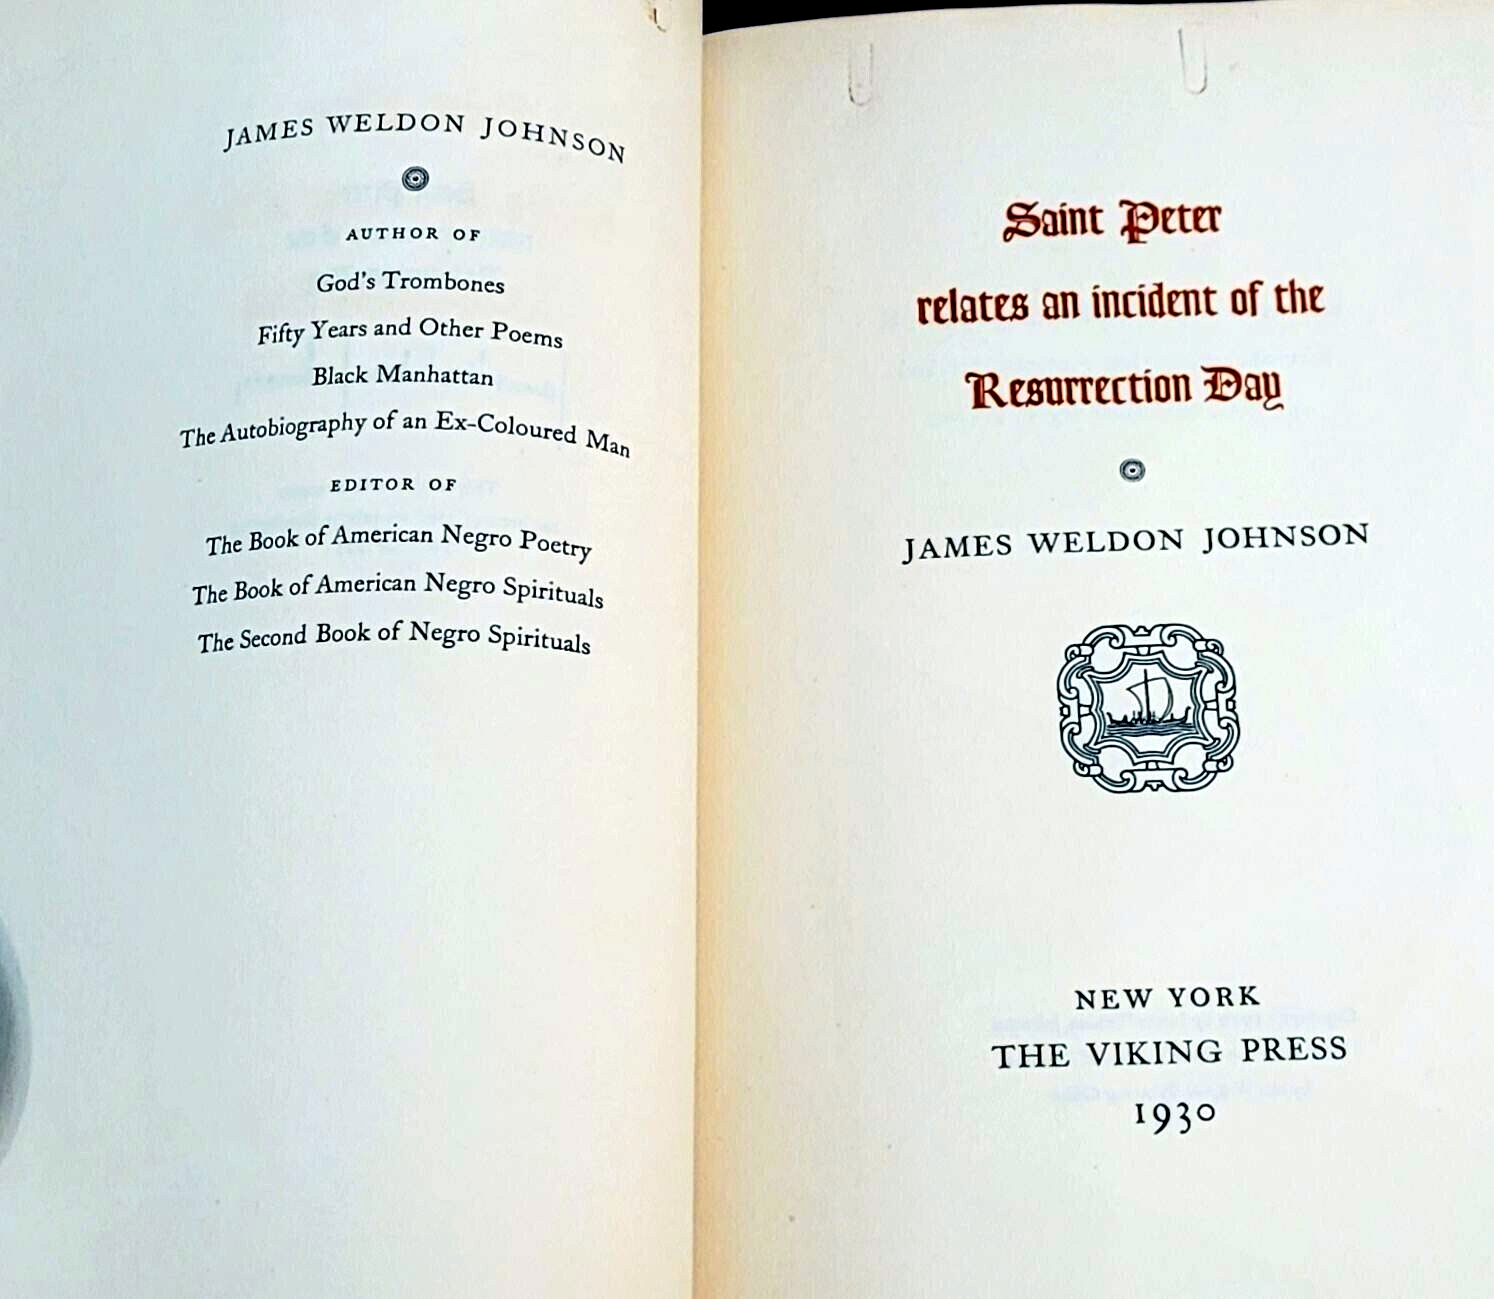 JAMES WELDON JOHNSON
AUTHOR OF
God's Trombones
Fifty Years and Other Poems
Black Manhattan
The Autobiography of an Ex-Coloured Man
EDITOR OF
The Book of American Negro Poetry
The Book of American Negro Spirituals
The Second Book of Negro Spirituals
Saint Peter
relates an incident of the
Resurrection Day
JAMES WELDON JOHNSON
NEW YORK
THE VIKING PRESS
1930